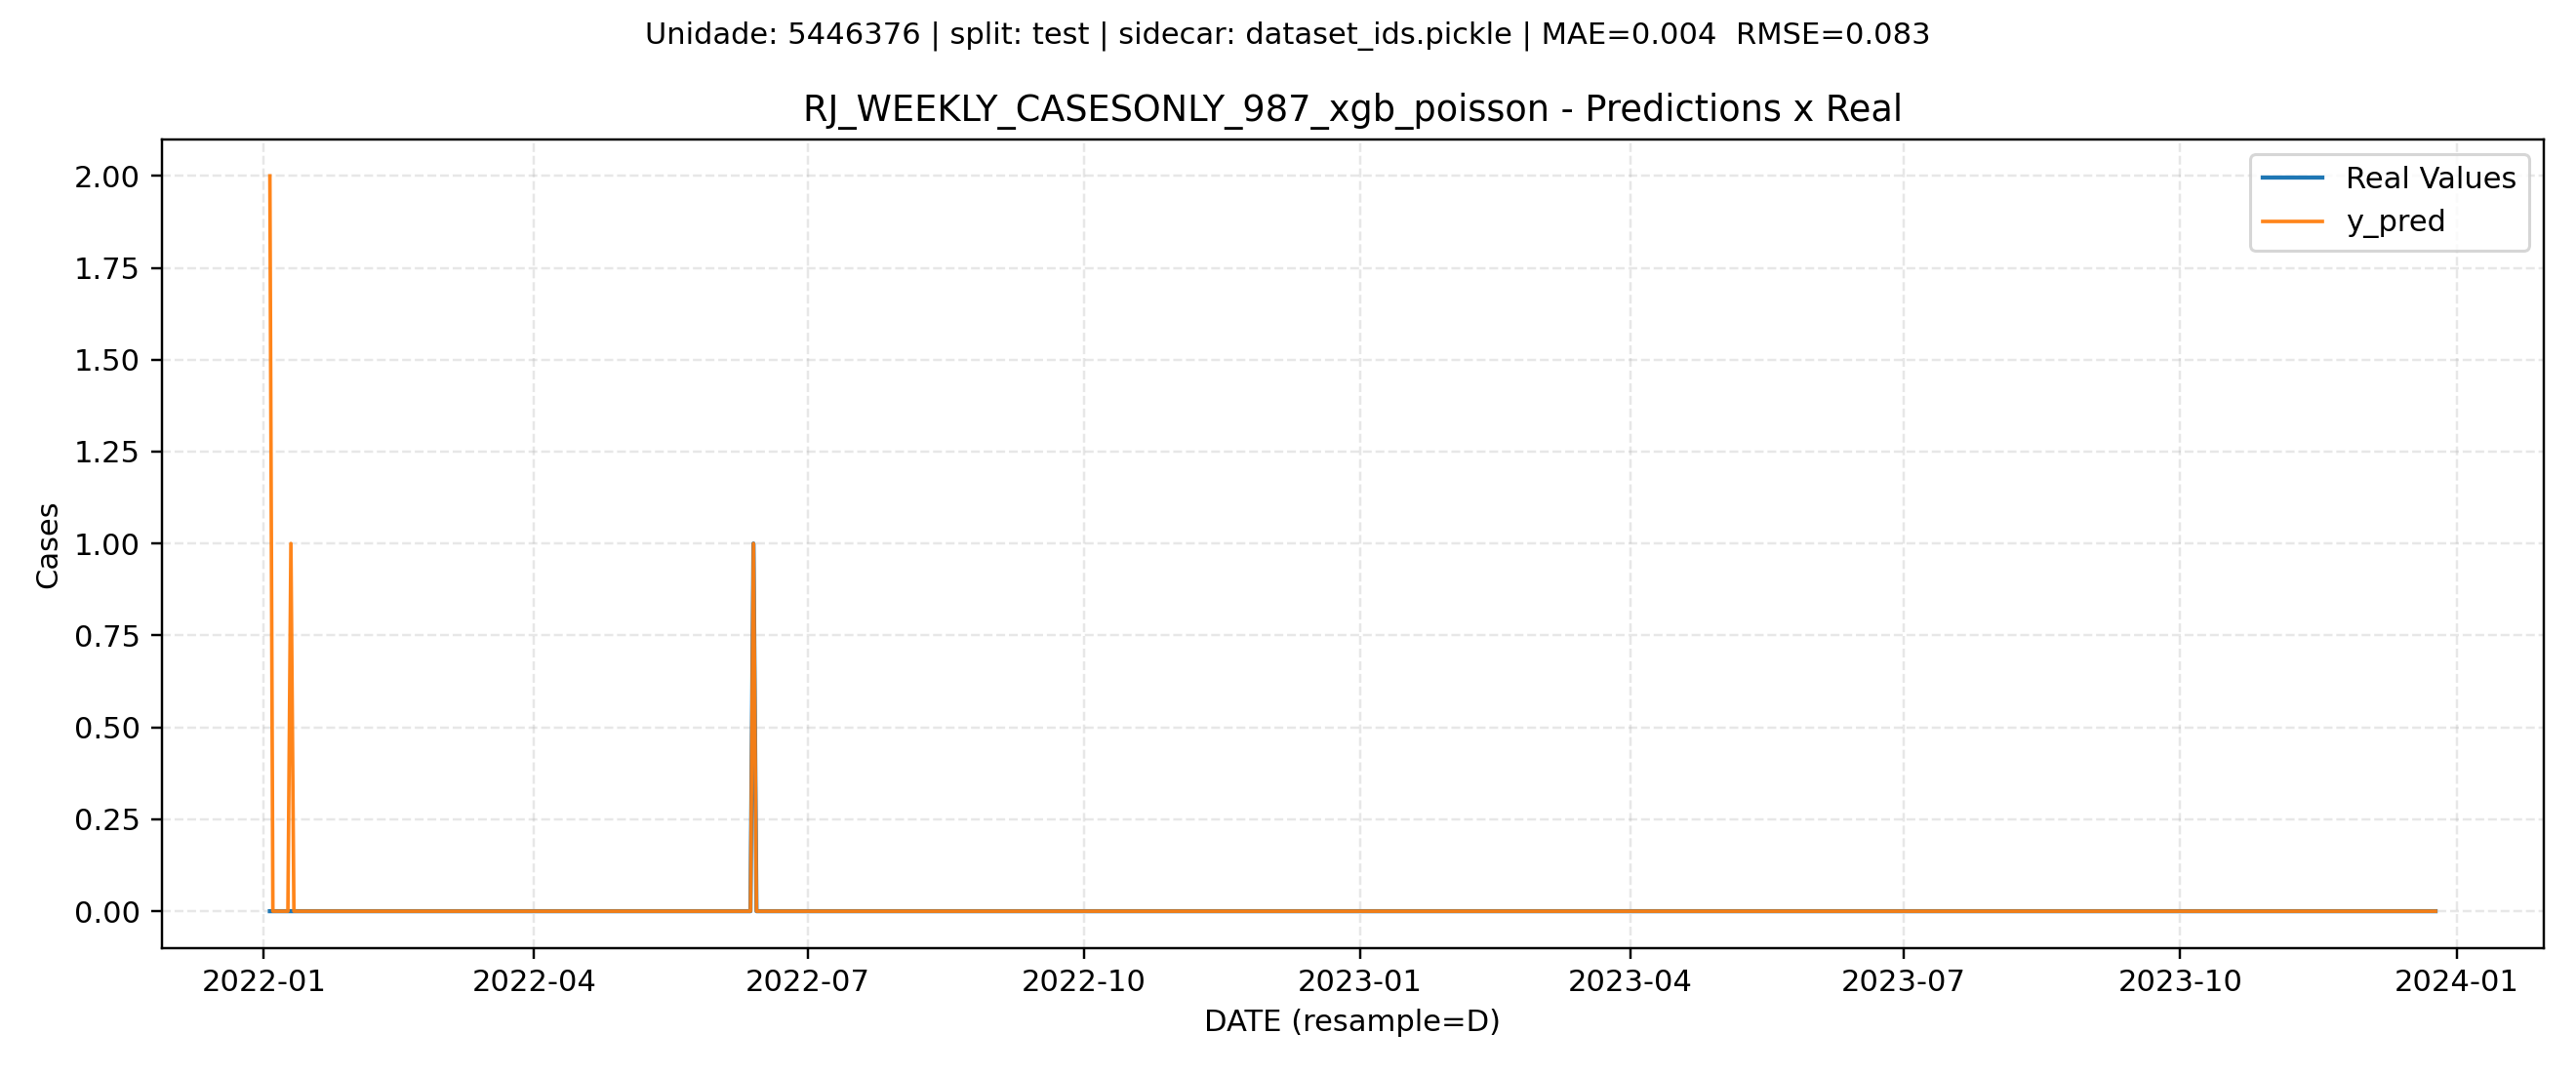 Unidade: 5446376 | split: test | sidecar: dataset_ids.pickle | MAE=0.004  RMSE=0.083
RJ_WEEKLY_CASESONLY_987_xgb_poisson - Predictions x Real
Real Values
y_pred
Cases
2.00
1.75
1.50
1.25
1.00
0.75
0.50
0.25
0.00
2022-01 2022-04 2022-07 2022-10 2023-01 2023-04 2023-07 2023-10 2024-01
DATE (resample=D)